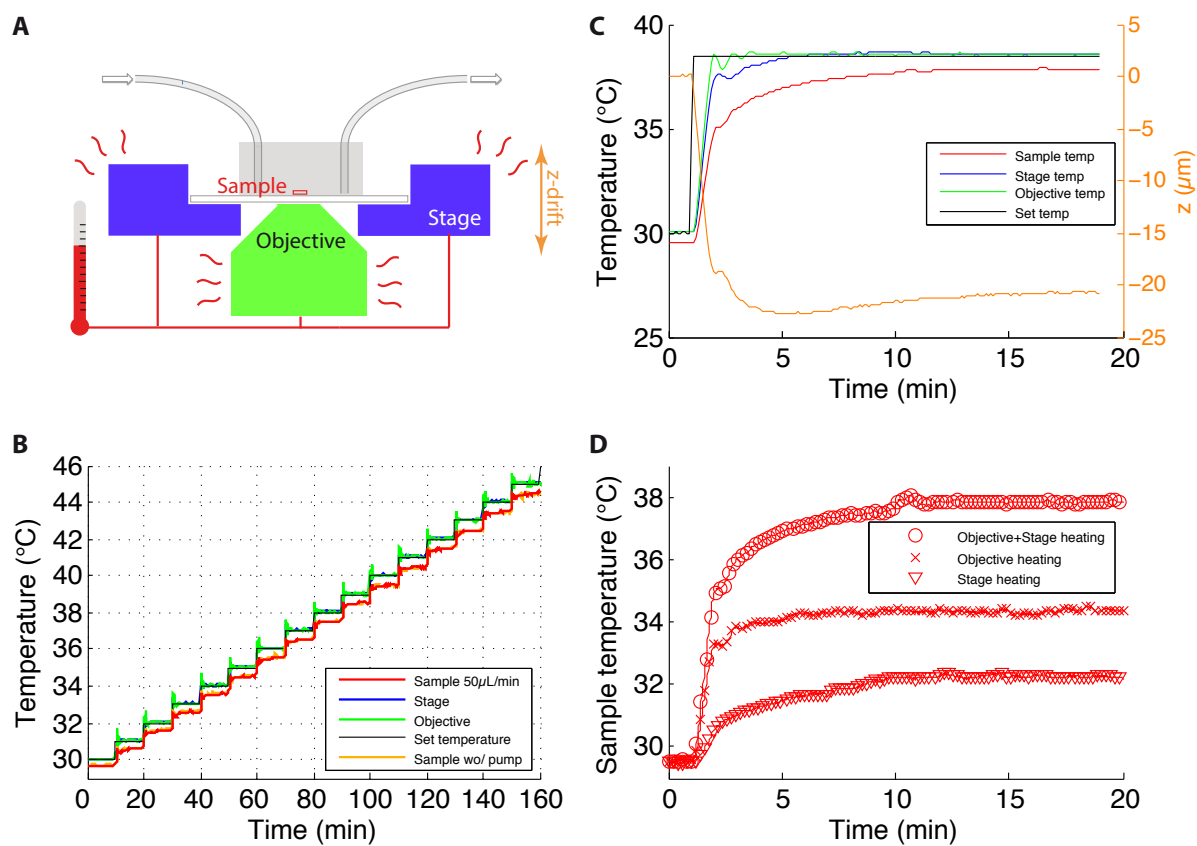 A
Sample
Stage
Objective
z-drift
B
Temperature (°C)
46
44
42
40
38
36
34
32
30
0
20
40
60
80
100
120
140
160
Time (min)
Sample 50µL/min
Stage
Objective
Set temperature
Sample wo/ pump
C
Temperature (°C)
40
35
30
25
0
5
10
15
20
Time (min)
5
0
−5
−10
−15
−20
−25
z (µm)
Sample temp
Stage temp
Objective temp
Set temp
D
Sample temperature (°C)
38
36
34
32
30
0
5
10
15
20
Time (min)
Objective+Stage heating
Objective heating
Stage heating